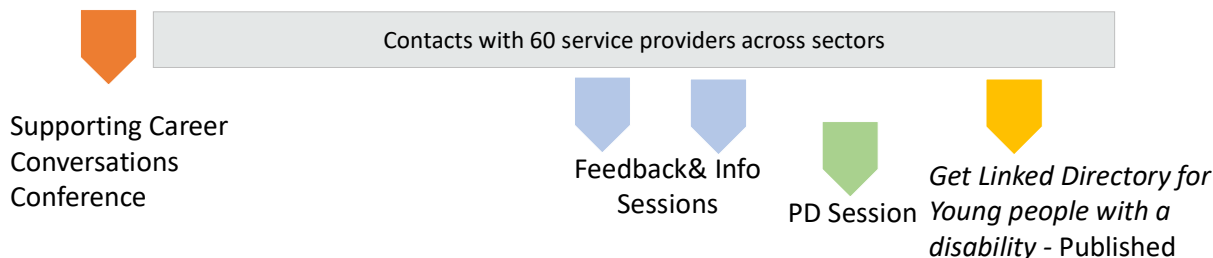 Contacts with 60 service providers across sectors
Supporting Career
Conversations
Conference
Feedback& Info
Sessions
PD Session
Get Linked Directory for
Young people with a
disability - Published